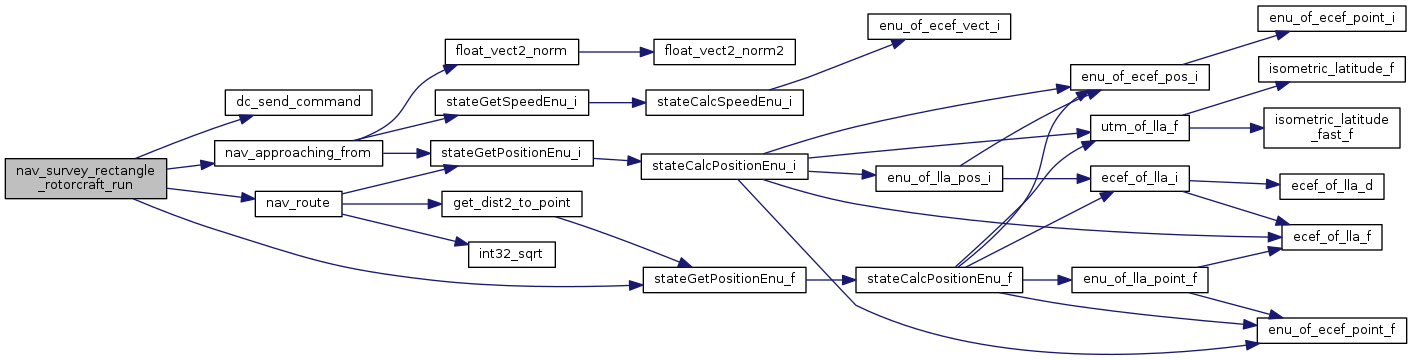 nav_survey_rectangle
_rotorcraft_run
dc_send_command
nav_approaching_from
nav_route
float_vect2_norm
stateGetSpeedEnu_i
stateGetPositionEnu_i
get_dist2_to_point
int32_sqrt
float_vect2_norm2
stateCalcSpeedEnu_i
stateCalcPositionEnu_i
stateGetPositionEnu_f
enu_of_ecef_vect_i
enu_of_lla_pos_i
stateCalcPositionEnu_f
enu_of_ecef_pos_i
utm_of_lla_f
ecef_of_lla_i
enu_of_lla_point_f
enu_of_ecef_point_i
isometric_latitude_f
isometric_latitude
_fast_f
ecef_of_lla_d
ecef_of_lla_f
enu_of_ecef_point_f